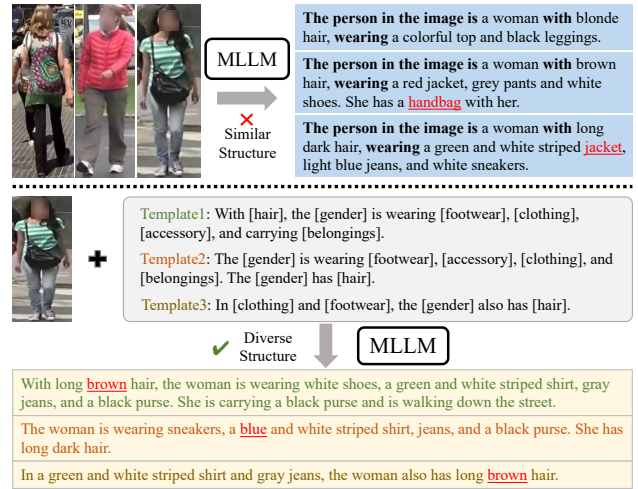 The person in the image is a woman with blonde
hair, wearing a colorful top and black leggings.
MLLM
The person in the image is a woman with brown
hair, wearing a red jacket, grey pants and white
shoes. She has a handbag with her.
Similar
Structure
The person in the image is a woman with long
dark hair, wearing a green and white striped jacket,
light blue jeans, and white sneakers.
Template1: With [hair], the [gender] is wearing [footwear], [clothing],
[accessory], and carrying [belongings].
Template2: The [gender] is wearing [footwear], [accessory], [clothing], and
[belongings]. The [gender] has [hair].
Template3: In [clothing] and [footwear], the [gender] also has [hair].
Diverse
Structure
MLLM
With long brown hair, the woman is wearing white shoes, a green and white striped shirt, gray
jeans, and a black purse. She is carrying a black purse and is walking down the street.
The woman is wearing sneakers, a blue and white striped shirt, jeans, and a black purse. She has
long dark hair.
In a green and white striped shirt and gray jeans, the woman also has long brown hair.